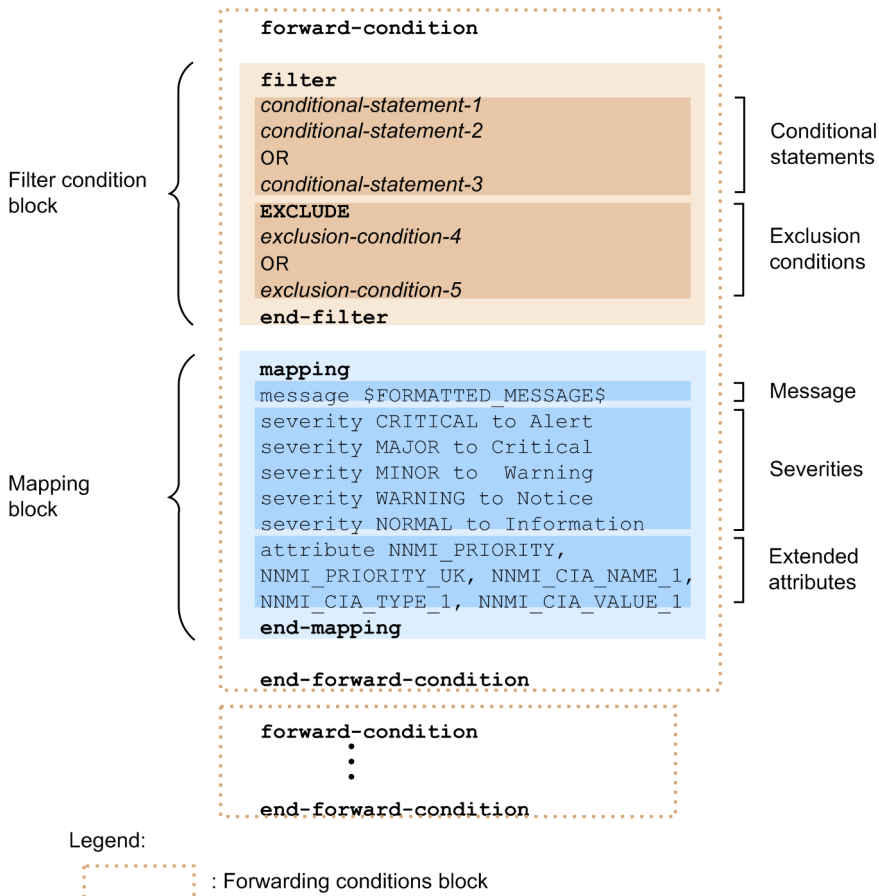 forward-condition
filter
conditional-statement-1
conditional-statement-2
OR
conditional-statement-3
Conditional
statements
Filter condition
block
EXCLUDE
exclusion-condition-4
OR
exclusion-condition-5
Exclusion
conditions
end-filter
mapping
message $FORMATTED_MESSAGE$
Message
severity CRITICAL to Alert
severity MAJOR to Critical
severity MINOR to  Warning
severity WARNING to Notice
severity NORMAL to Information
Severities
Mapping
block
attribute NNMI_PRIORITY,
NNMI_PRIORITY_UK, NNMI_CIA_NAME_1,
NNMI_CIA_TYPE_1, NNMI_CIA_VALUE_1
Extended
attributes
end-mapping
end-forward-condition
forward-condition
end-forward-condition
Legend:
: Forwarding conditions block